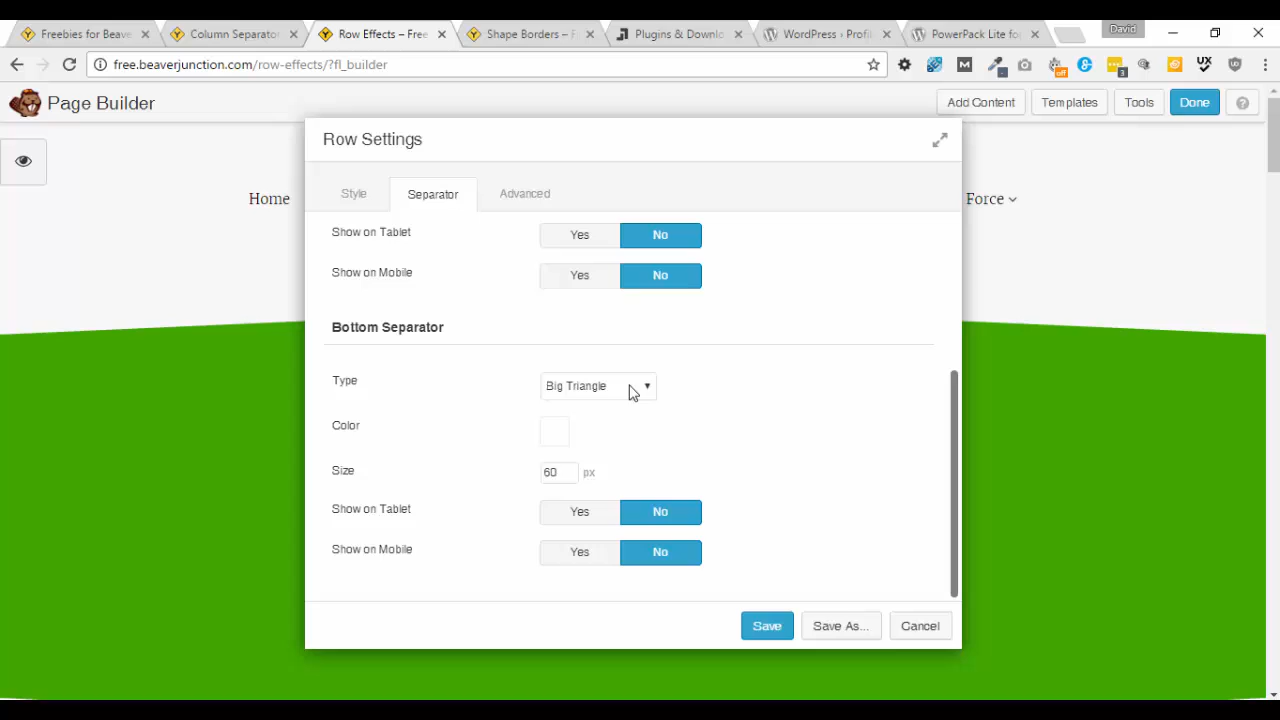 Freebies for Beave
Column Separator
Row Effects – Free
Shape Borders – F
Plugins & Downlo
WordPress › Profil
PowerPack Lite fo
David
free.beaverjunction.com/row-effects/?fl_builder
M
off
3
UX
Page Builder
Add Content
Templates
Tools
Done
?
Row Settings
Style
Separator
Advanced
Home
Force
Show on Tablet
Yes
No
Show on Mobile
Yes
No
Bottom Separator
Type
Big Triangle
Color
Size
60
px
Show on Tablet
Yes
No
Show on Mobile
Yes
No
Save
Save As...
Cancel